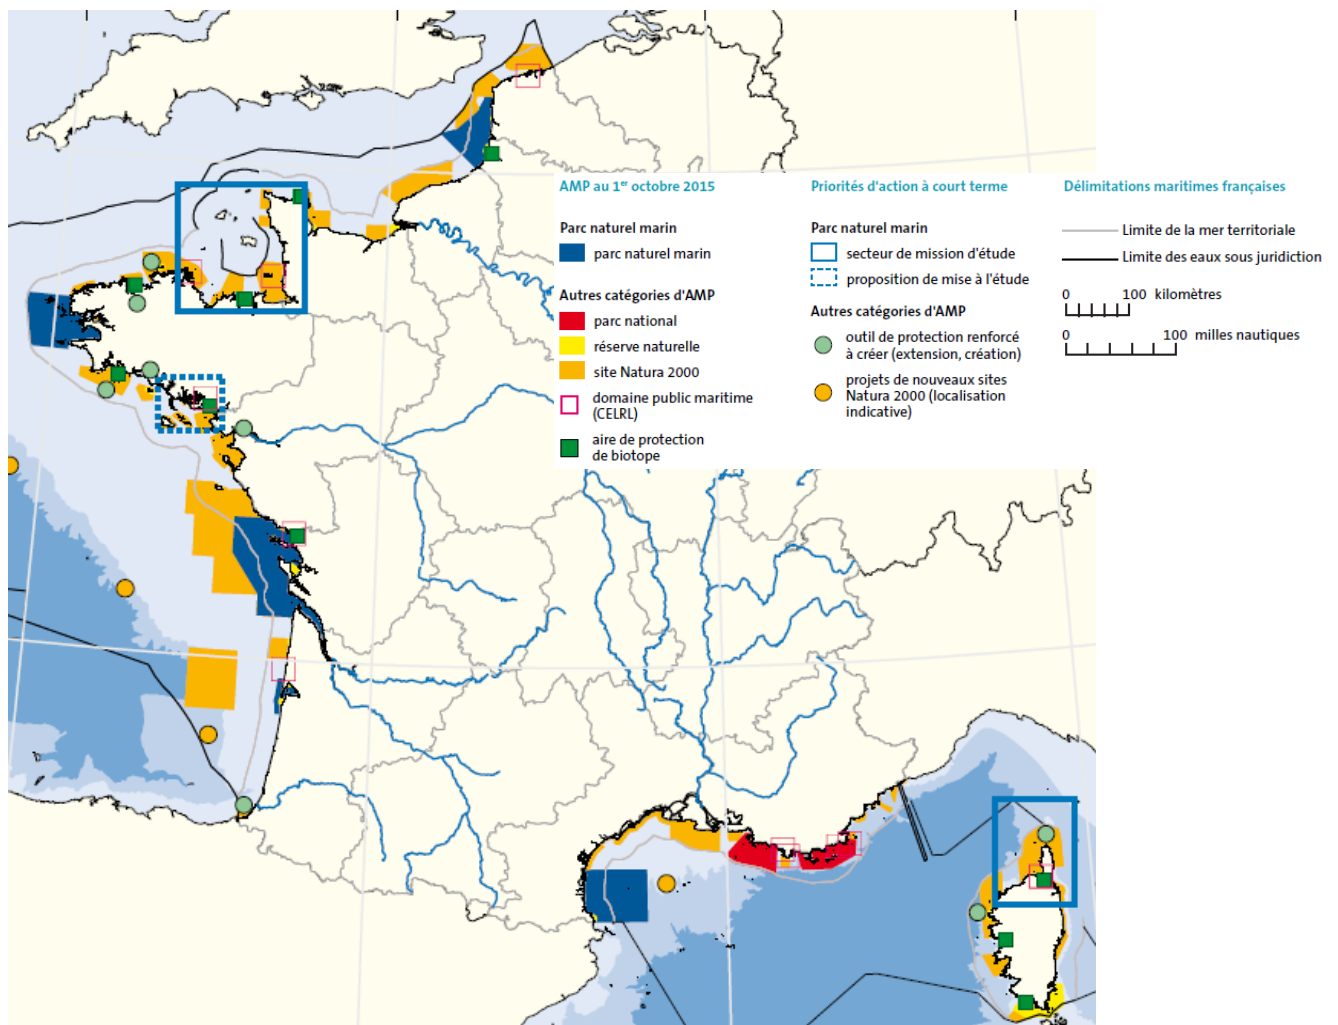 AMP au 1er octobre 2015
Parc naturel marin
parc naturel marin
Autres catégories d'AMP
parc national
réserve naturelle
site Natura 2000
domaine public maritime
(CELRL)
aire de protection
de biotope
Priorités d'action à court terme
Parc naturel marin
secteur de mission d'étude
proposition de mise à l'étude
Autres catégories d'AMP
outil de protection renforcé
à créer (extension, création)
projets de nouveaux sites
Natura 2000 (localisation
indicative)
Délimitations maritimes françaises
Limite de la mer territoriale
Limite des eaux sous juridiction
0 100 kilomètres
0 100 milles nautiques